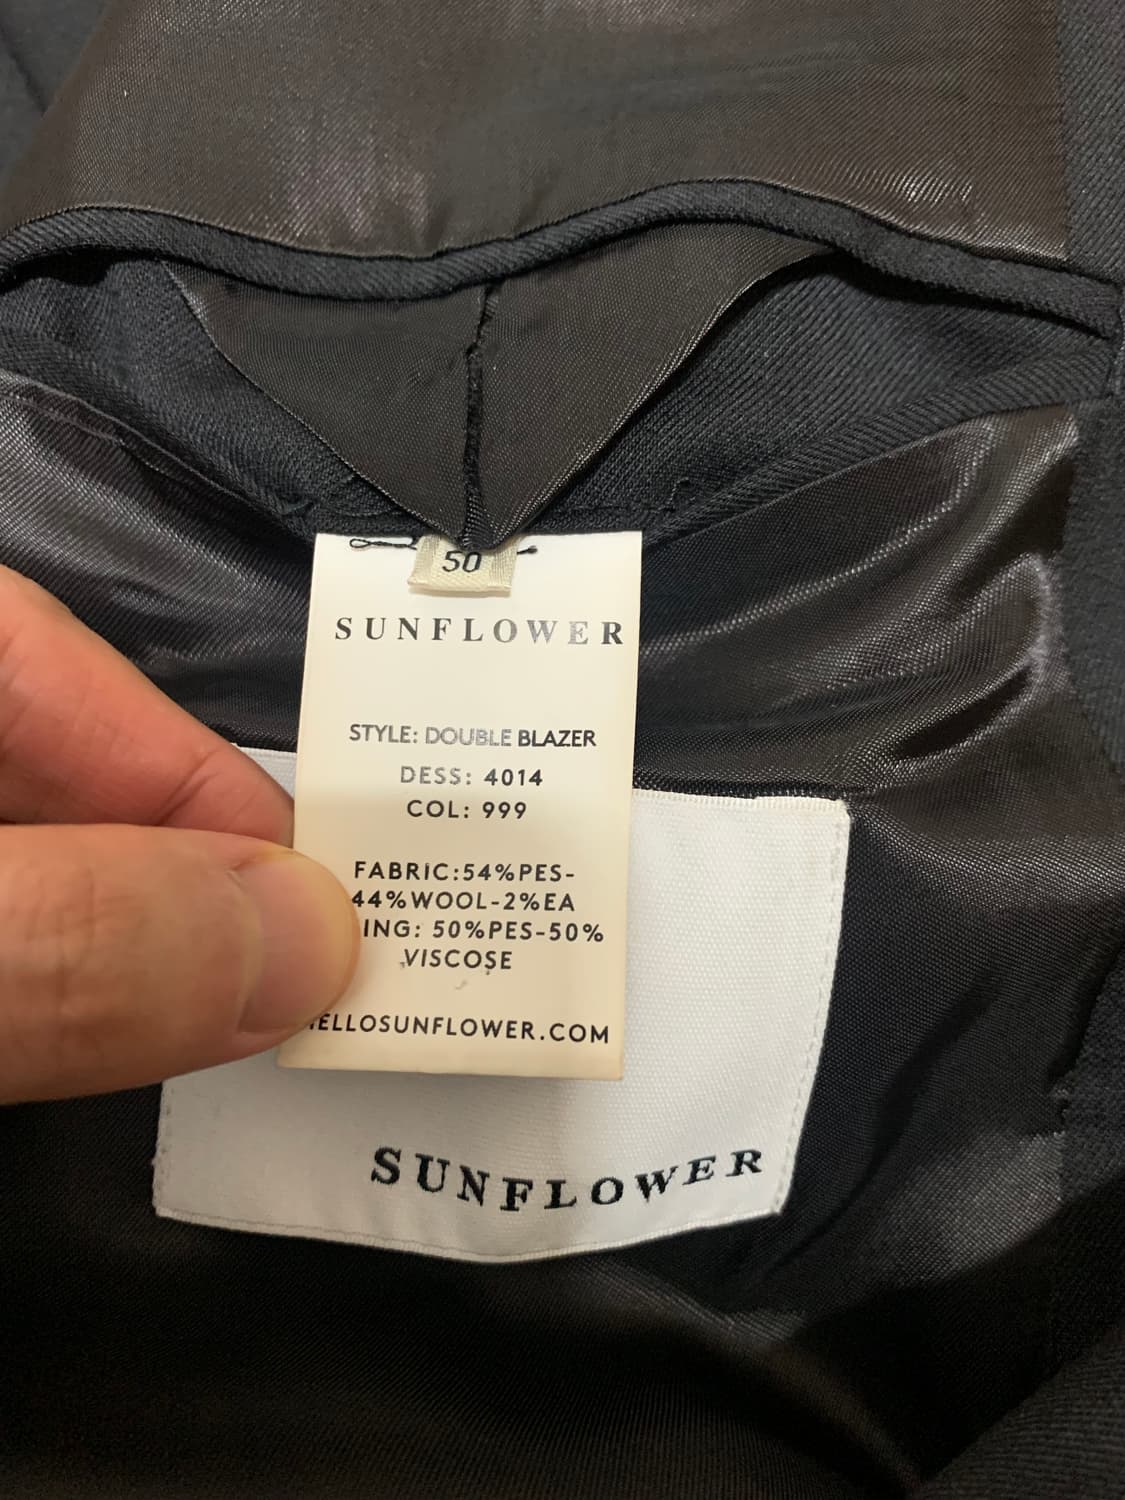 50
SUNFLOWER
STYLE: DOUBLE BLAZER
DESS: 4014
COL: 999
FABRIC:54%PES-
44%WOOL-2%EA
ING: 50%PES-50%
VISCOSE
ELLOSUNFLOWER.COM
SUNFLOWER